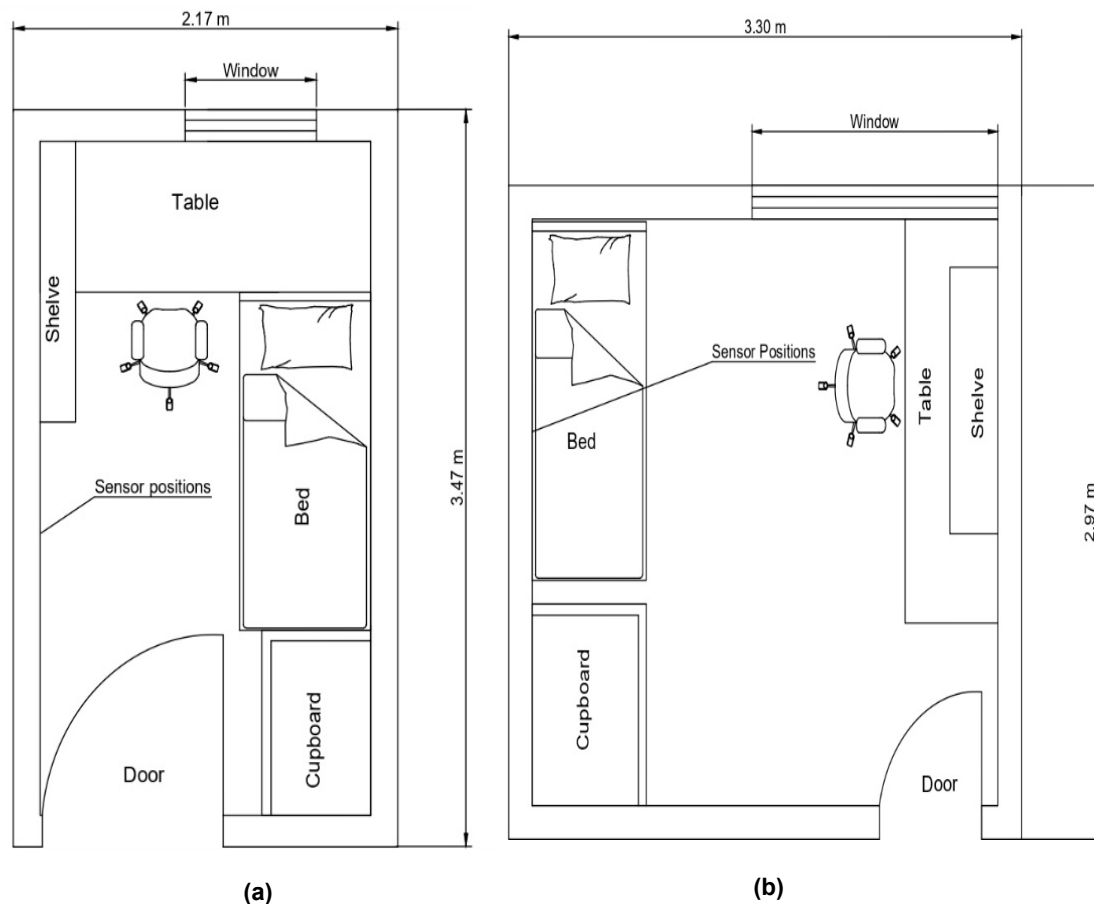 2.17 m
Window
Table
Shelve
Sensor positions
Bed
3.47 m
Door
Cupboard
(a)
3.30 m
Window
Sensor Positions
Bed
Table
Shelve
2.97 m
Cupboard
Door
(b)